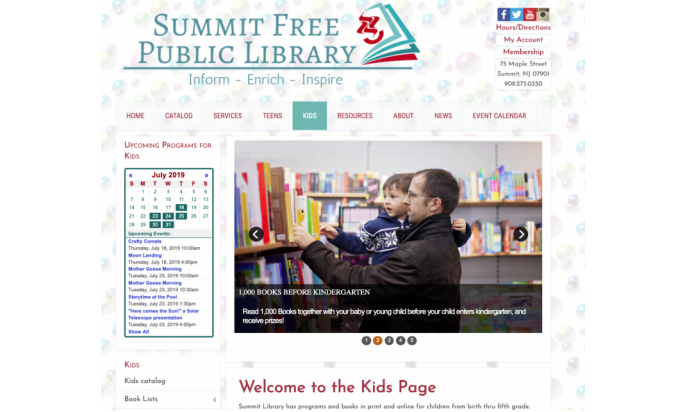 SUMMIT FREE
PUBLIC LIBRARY
Inform - Enrich - Inspire
Hours/Directions
My Account
Membership
75 Maple Street
Summit, NJ 07901
908.273.0350
HOME CATALOG SERVICES TEENS KIDS RESOURCES ABOUT NEWS EVENT CALENDAR
UPCOMING PROGRAMS FOR
KIDS
« July 2019 »
S M T W T F S
1 2 3 4 5 6
7 8 9 10 11 12 13
14 15 16 17 18 19 20
21 22 23 24 25 26 27
28 29 30 31
Upcoming Events:
Crafty Comets
Thursday, July 18, 2019 10:00am
Moon Landing
Thursday, July 18, 2019 4:00pm
Mother Goose Morning
Tuesday, July 23, 2019 10:00am
Mother Goose Morning
Tuesday, July 23, 2019 10:30am
Storytime at the Pool
Tuesday, July 23, 2019 1:30pm
"Here comes the Sun!" a Solar
Telescope presentation
Tuesday, July 23, 2019 4:00pm
Show All
1,000 BOOKS BEFORE KINDERGARTEN
Read 1,000 Books together with your baby or young child before your child enters kindergarten, and
receive prizes!
1 2 3 4 5
KIDS
Kids catalog
Book Lists
Welcome to the Kids Page
Summit Library has programs and books in print and online for children from birth thru fifth grade.